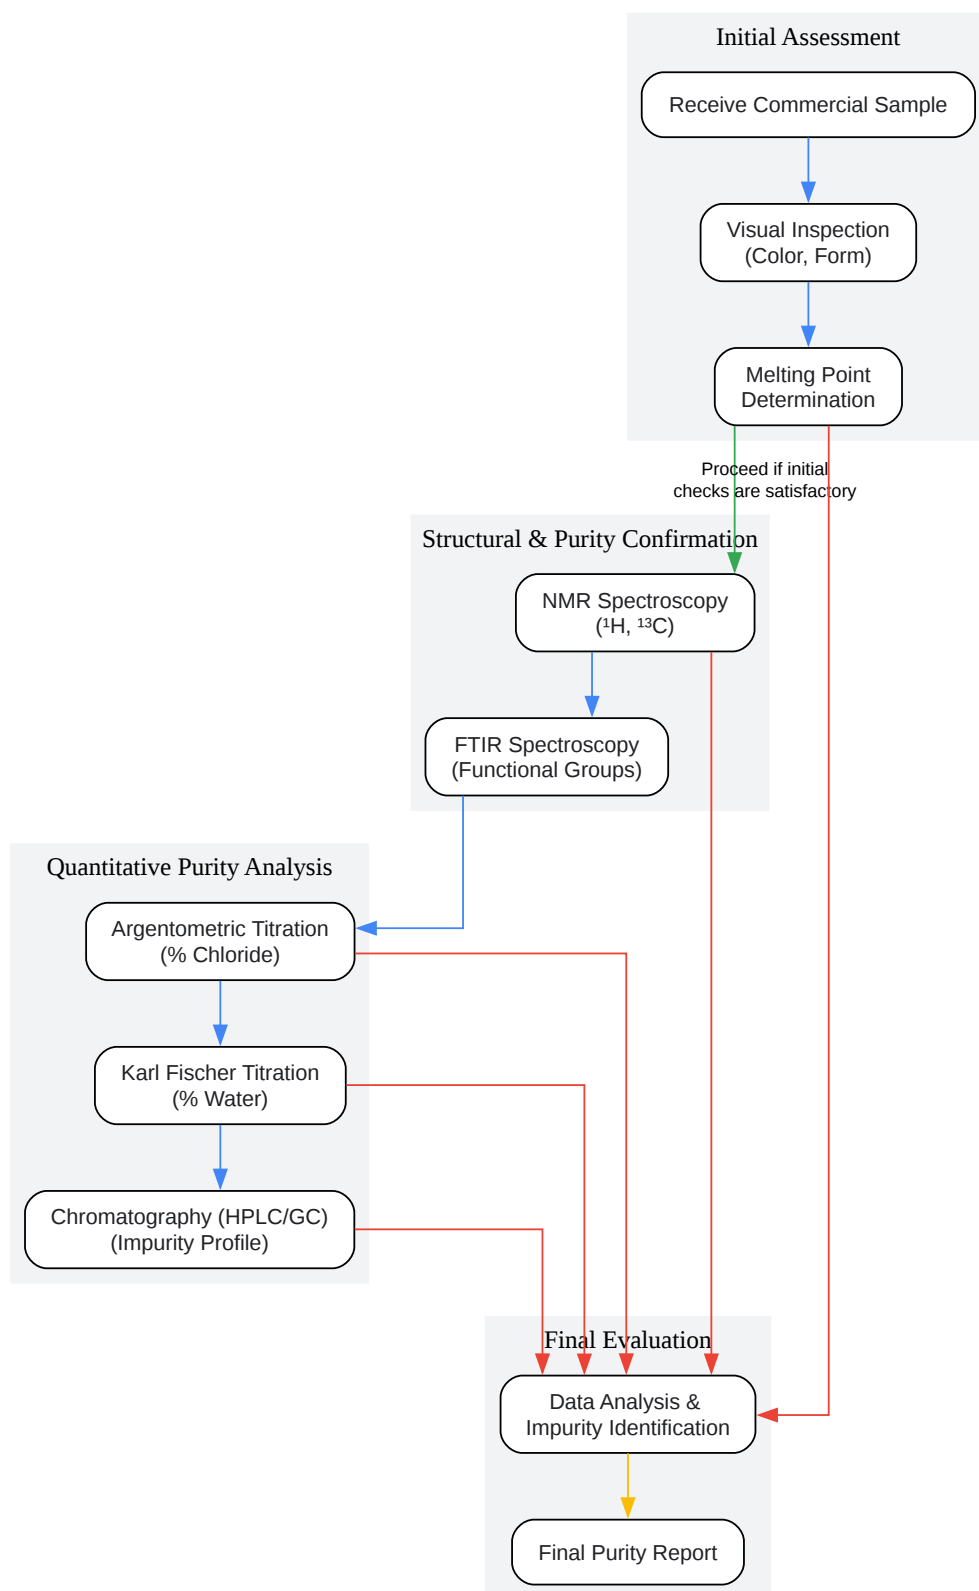 Initial Assessment
Receive Commercial Sample
Visual Inspection
(Color, Form)
Melting Point
Determination
Proceed if initial
checks are satisfactory
Structural & Purity Confirmation
NMR Spectroscopy
(¹H, ¹³C)
FTIR Spectroscopy
(Functional Groups)
Quantitative Purity Analysis
Argentometric Titration
(% Chloride)
Karl Fischer Titration
(% Water)
Chromatography (HPLC/GC)
(Impurity Profile)
Final Evaluation
Data Analysis &
Impurity Identification
Final Purity Report